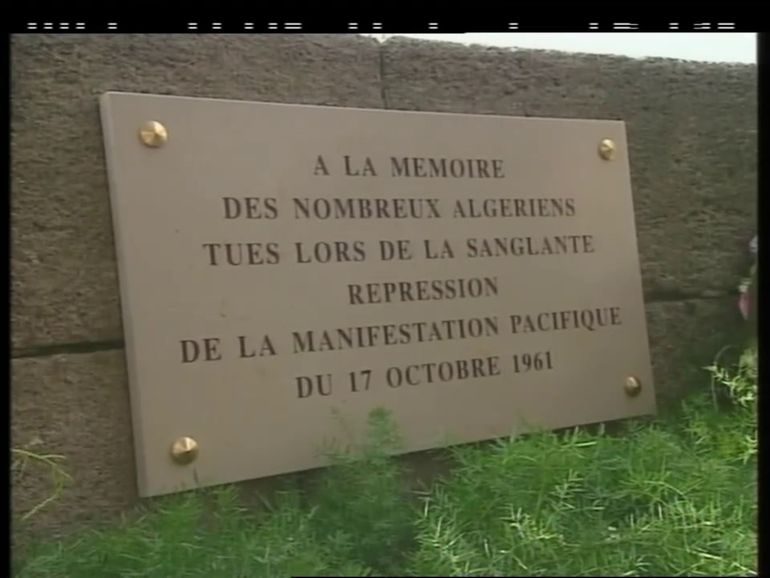 A LA MEMOIRE
DES NOMBREUX ALGERIENS
TUES LORS DE LA SANGLANTE
REPRESSION
DE LA MANIFESTATION PACIFIQUE
DU 17 OCTOBRE 1961